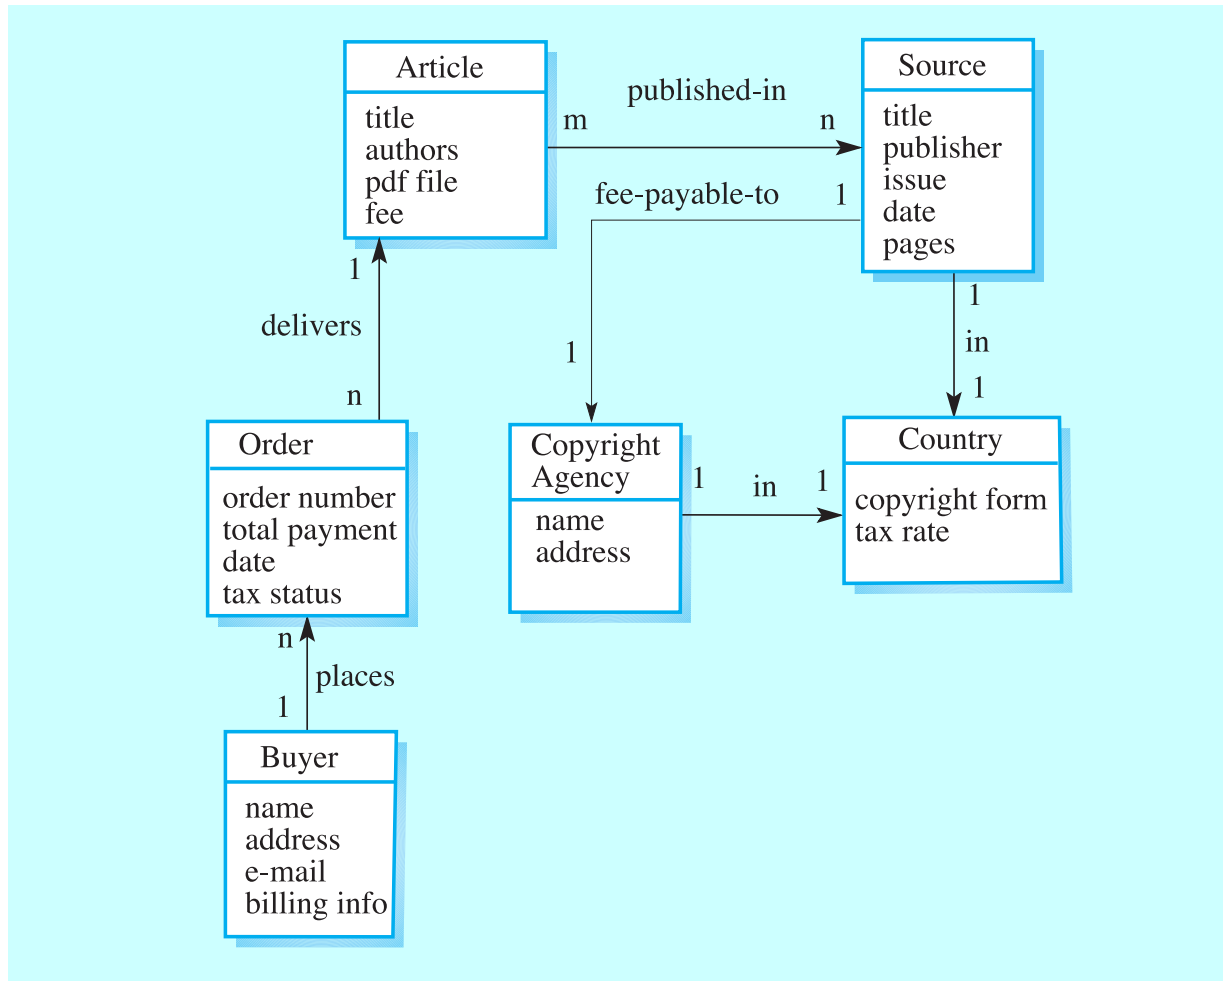 Article
title
authors
pdf file
fee
published-in
m
n
Source
title
publisher
issue
date
pages
fee-payable-to
1
1
1
in
1
1
delivers
n
Order
order number
total payment
date
tax status
Copyright
Agency
name
address
1
in
1
Country
copyright form
tax rate
n
places
1
Buyer
name
address
e-mail
billing info